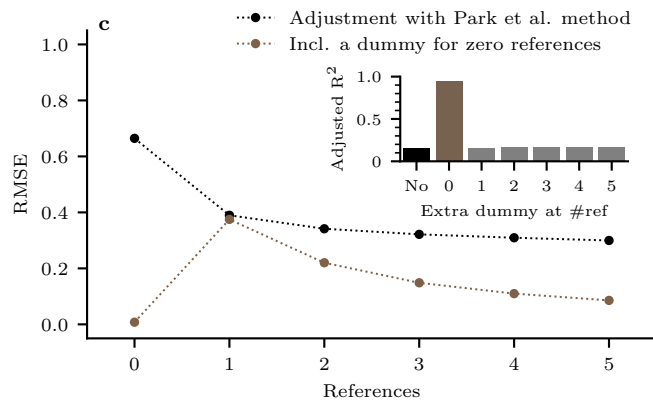 c
Adjustment with Park et al. method
Incl. a dummy for zero references
RMSE
1.0
0.8
0.6
0.4
0.2
0.0
0 1 2 3 4 5
References
Adjusted R²
1.0
0.5
0
No 0 1 2 3 4 5
Extra dummy at #ref